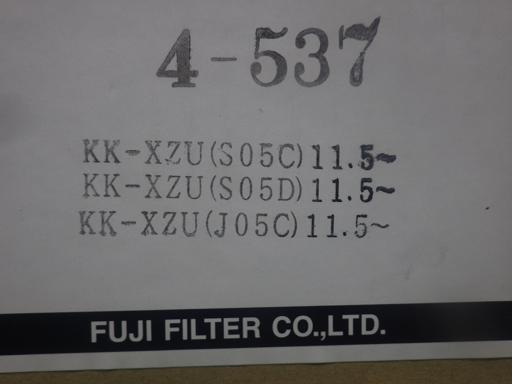 4-537
KK-XZU(S05C)11.5~
KK-XZU(S05D)11.5~
KK-XZU(J05C)11.5~
FUJI FILTER CO.,LTD.